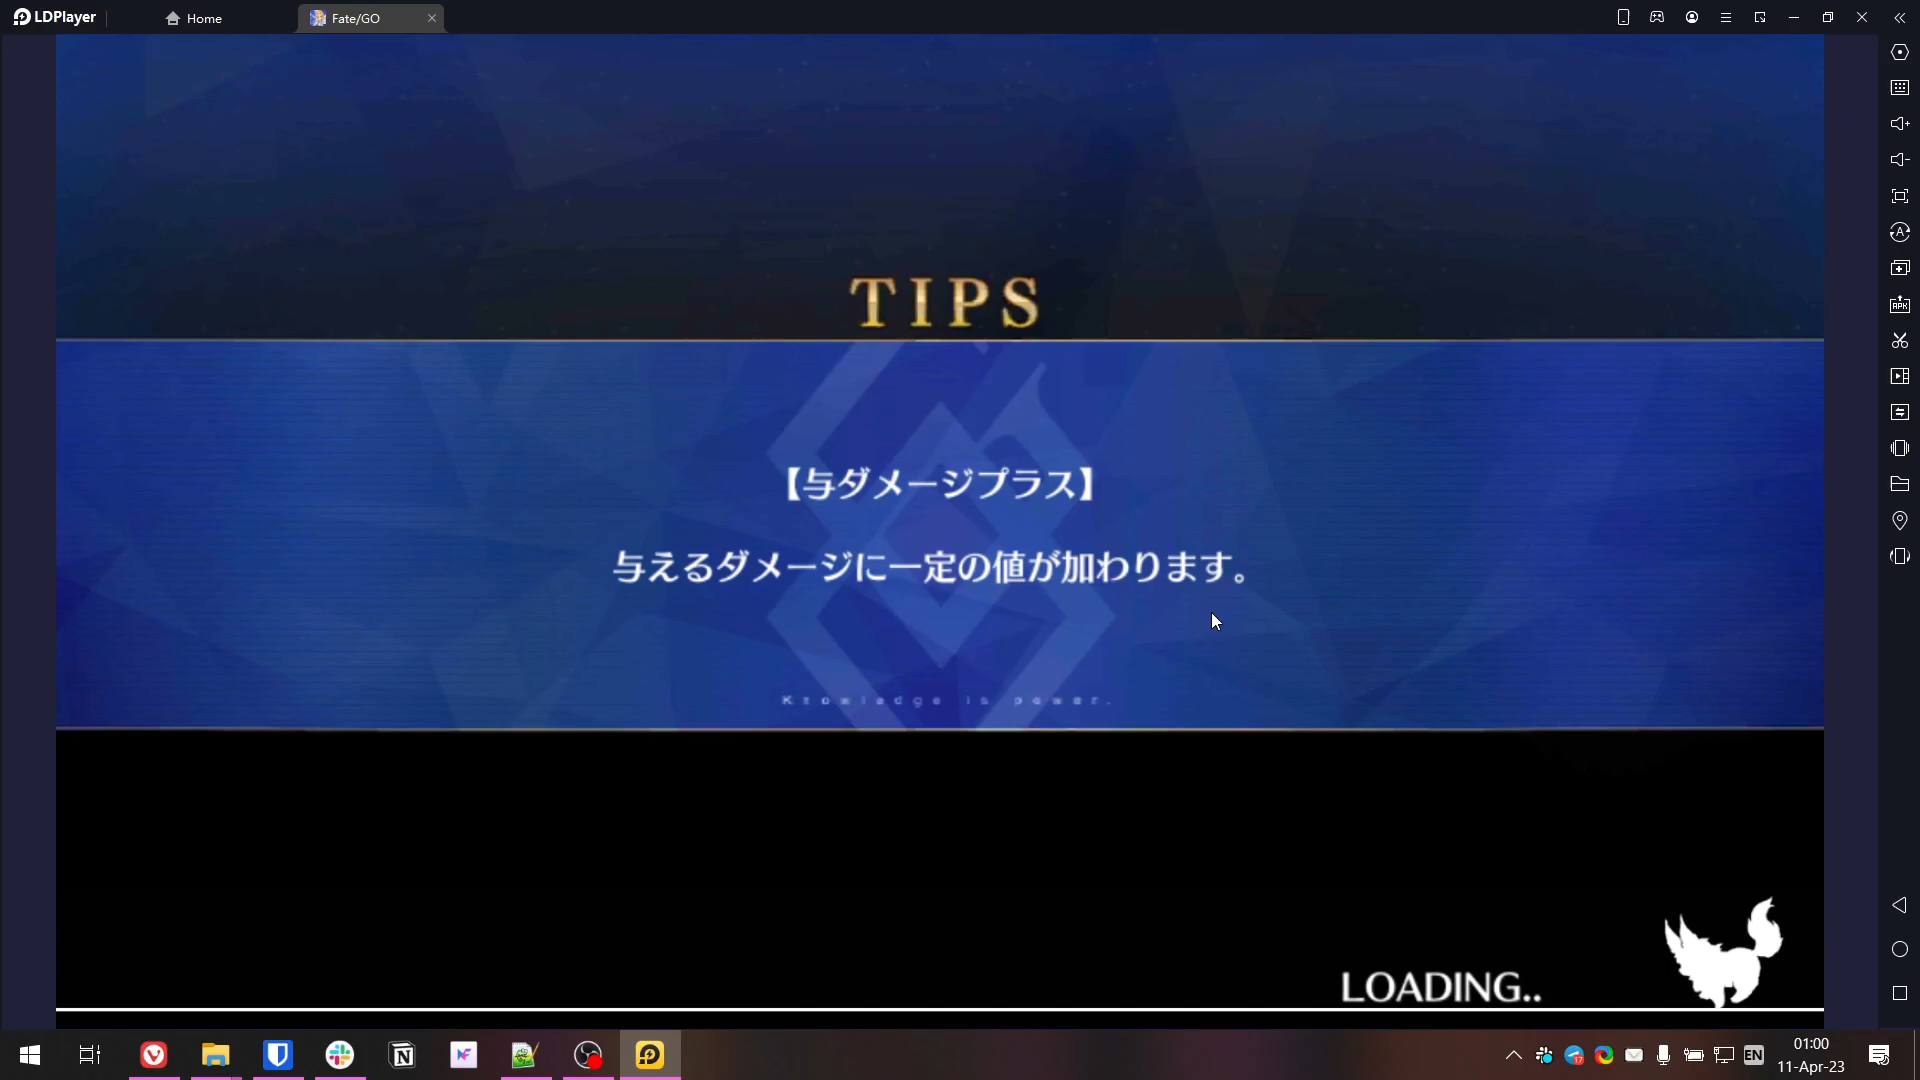 LDPlayer
Home
Fate/GO
TIPS
【与ダメージプラス】
与えるダメージに一定の値が加わります。
Knowledge is power.
LOADING..
APK
17
EN
01:00
11-Apr-23